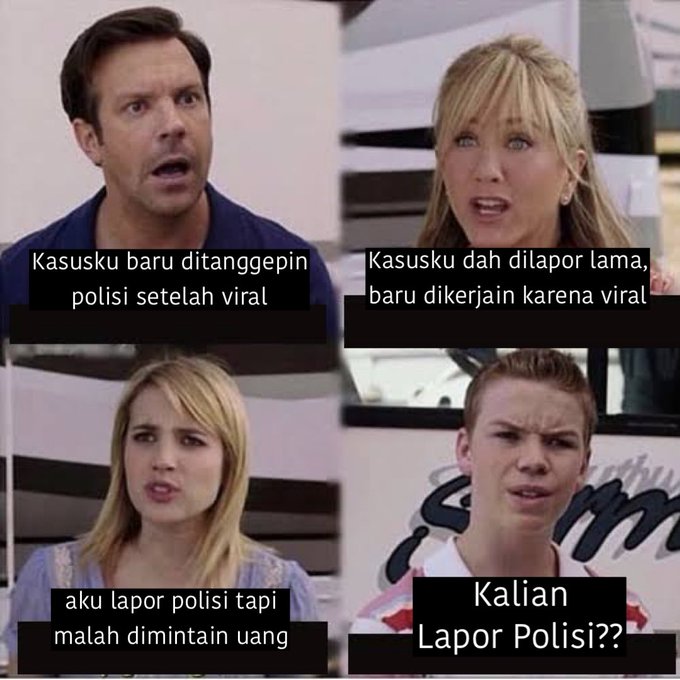 Kasusku baru ditanggepin
polisi setelah viral
Kasusku dah dilapor lama,
baru dikerjain karena viral
aku lapor polisi tapi
malah dimintain uang
Kalian
Lapor Polisi??